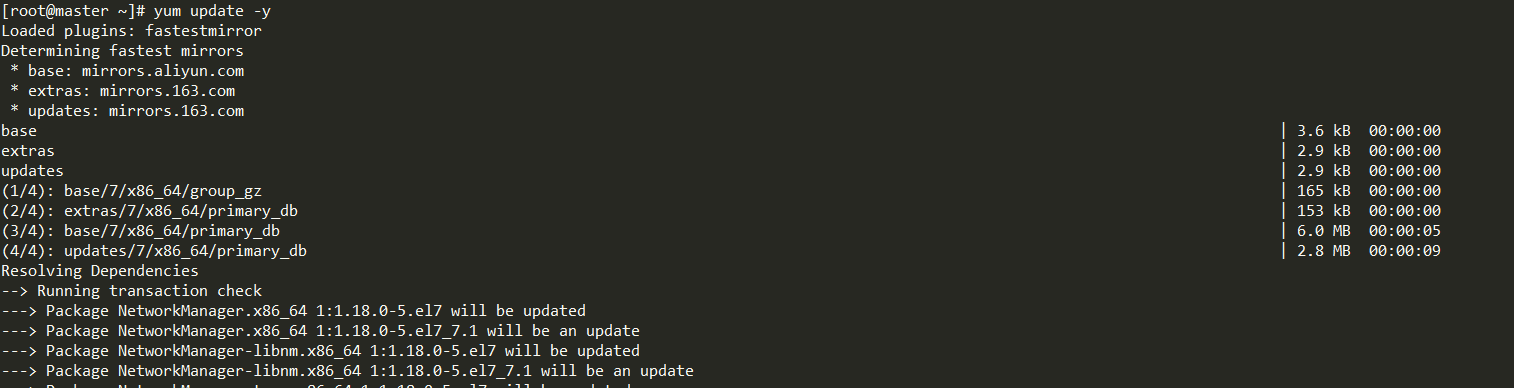 [root@master ~]# yum update -y
Loaded plugins: fastestmirror
Determining fastest mirrors
 * base: mirrors.aliyun.com
 * extras: mirrors.163.com
 * updates: mirrors.163.com
base | 3.6 kB 00:00:00
extras | 2.9 kB 00:00:00
updates | 2.9 kB 00:00:00
(1/4): base/7/x86_64/group_gz | 165 kB 00:00:00
(2/4): extras/7/x86_64/primary_db | 153 kB 00:00:00
(3/4): base/7/x86_64/primary_db | 6.0 MB 00:00:05
(4/4): updates/7/x86_64/primary_db | 2.8 MB 00:00:09
Resolving Dependencies
--> Running transaction check
---> Package NetworkManager.x86_64 1:1.18.0-5.el7 will be updated
---> Package NetworkManager.x86_64 1:1.18.0-5.el7_7.1 will be an update
---> Package NetworkManager-libnm.x86_64 1:1.18.0-5.el7 will be updated
---> Package NetworkManager-libnm.x86_64 1:1.18.0-5.el7_7.1 will be an update